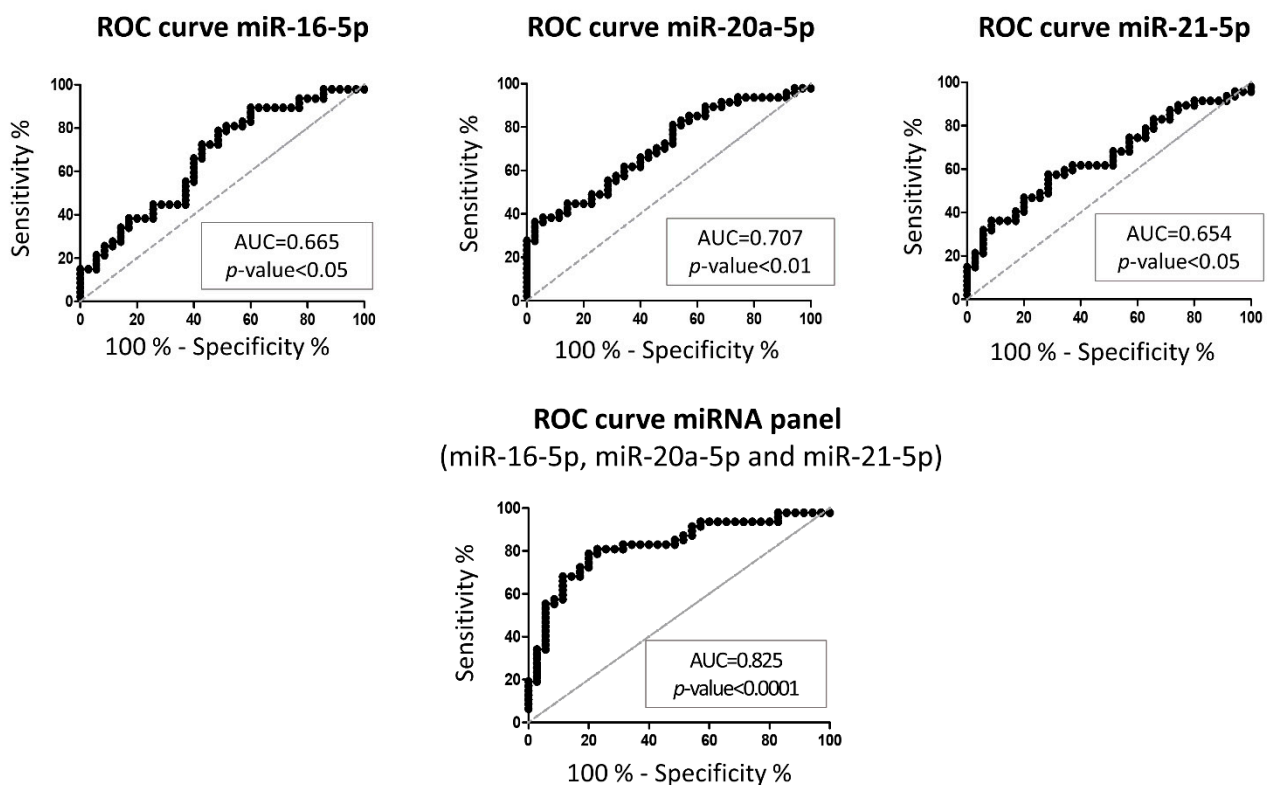 ROC curve miR-16-5p
100
80
60
40
20
0
Sensitivity %
AUC=0.665
p-value<0.05
0 20 40 60 80 100
100 % - Specificity %
ROC curve miR-20a-5p
100
80
60
40
20
0
Sensitivity %
AUC=0.707
p-value<0.01
0 20 40 60 80 100
100 % - Specificity %
ROC curve miR-21-5p
100
80
60
40
20
0
Sensitivity %
AUC=0.654
p-value<0.05
0 20 40 60 80 100
100 % - Specificity %
ROC curve miRNA panel
(miR-16-5p, miR-20a-5p and miR-21-5p)
100
80
60
40
20
0
Sensitivity %
AUC=0.825
p-value<0.0001
0 20 40 60 80 100
100 % - Specificity %